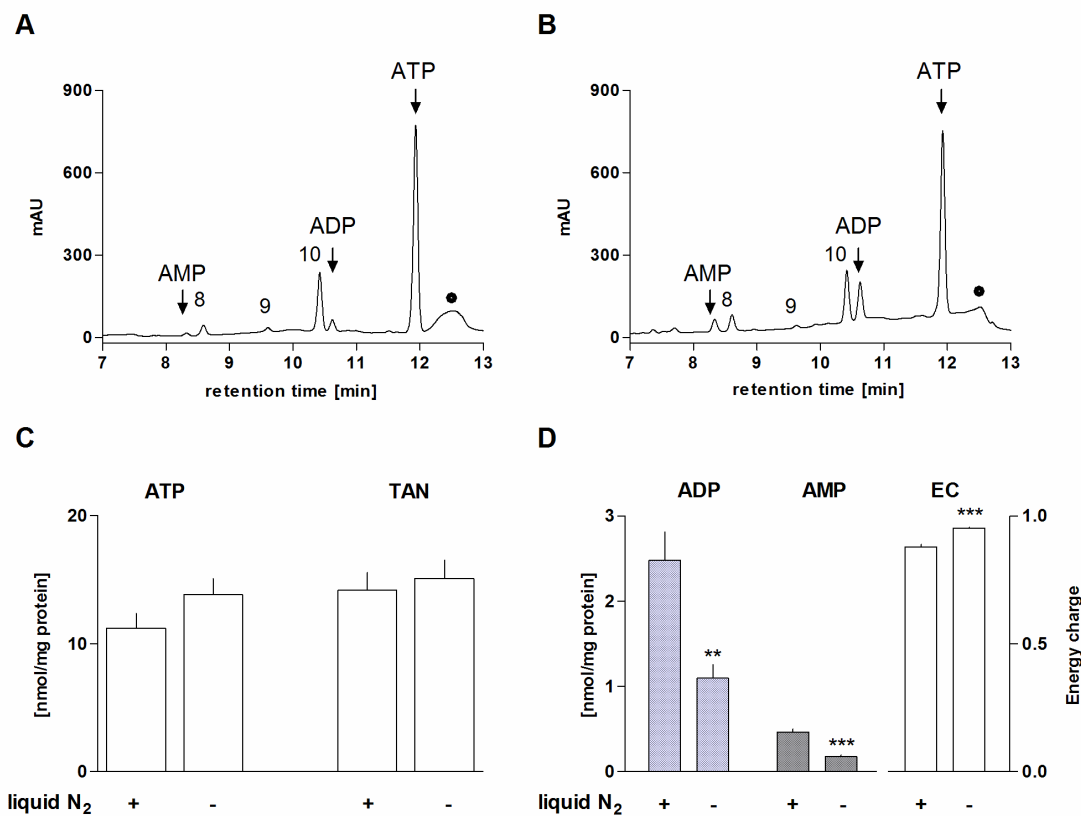 A
B
ATP
ATP
900
900
600
600
mAU
mAU
ADP
ADP
300
300
10
10
AMP
8
AMP
8
9
9
0
0
7 8 9 10 11 12 13
7 8 9 10 11 12 13
retention time [min]
retention time [min]
C
D
ATP TAN
ADP AMP EC
20
3
***
1.0
[nmol/mg protein]
2
10
[nmol/mg protein]
**
0.5
Energy charge
1
***
0
0
0.0
liquid N2 + - + -
liquid N2 + - + - + -